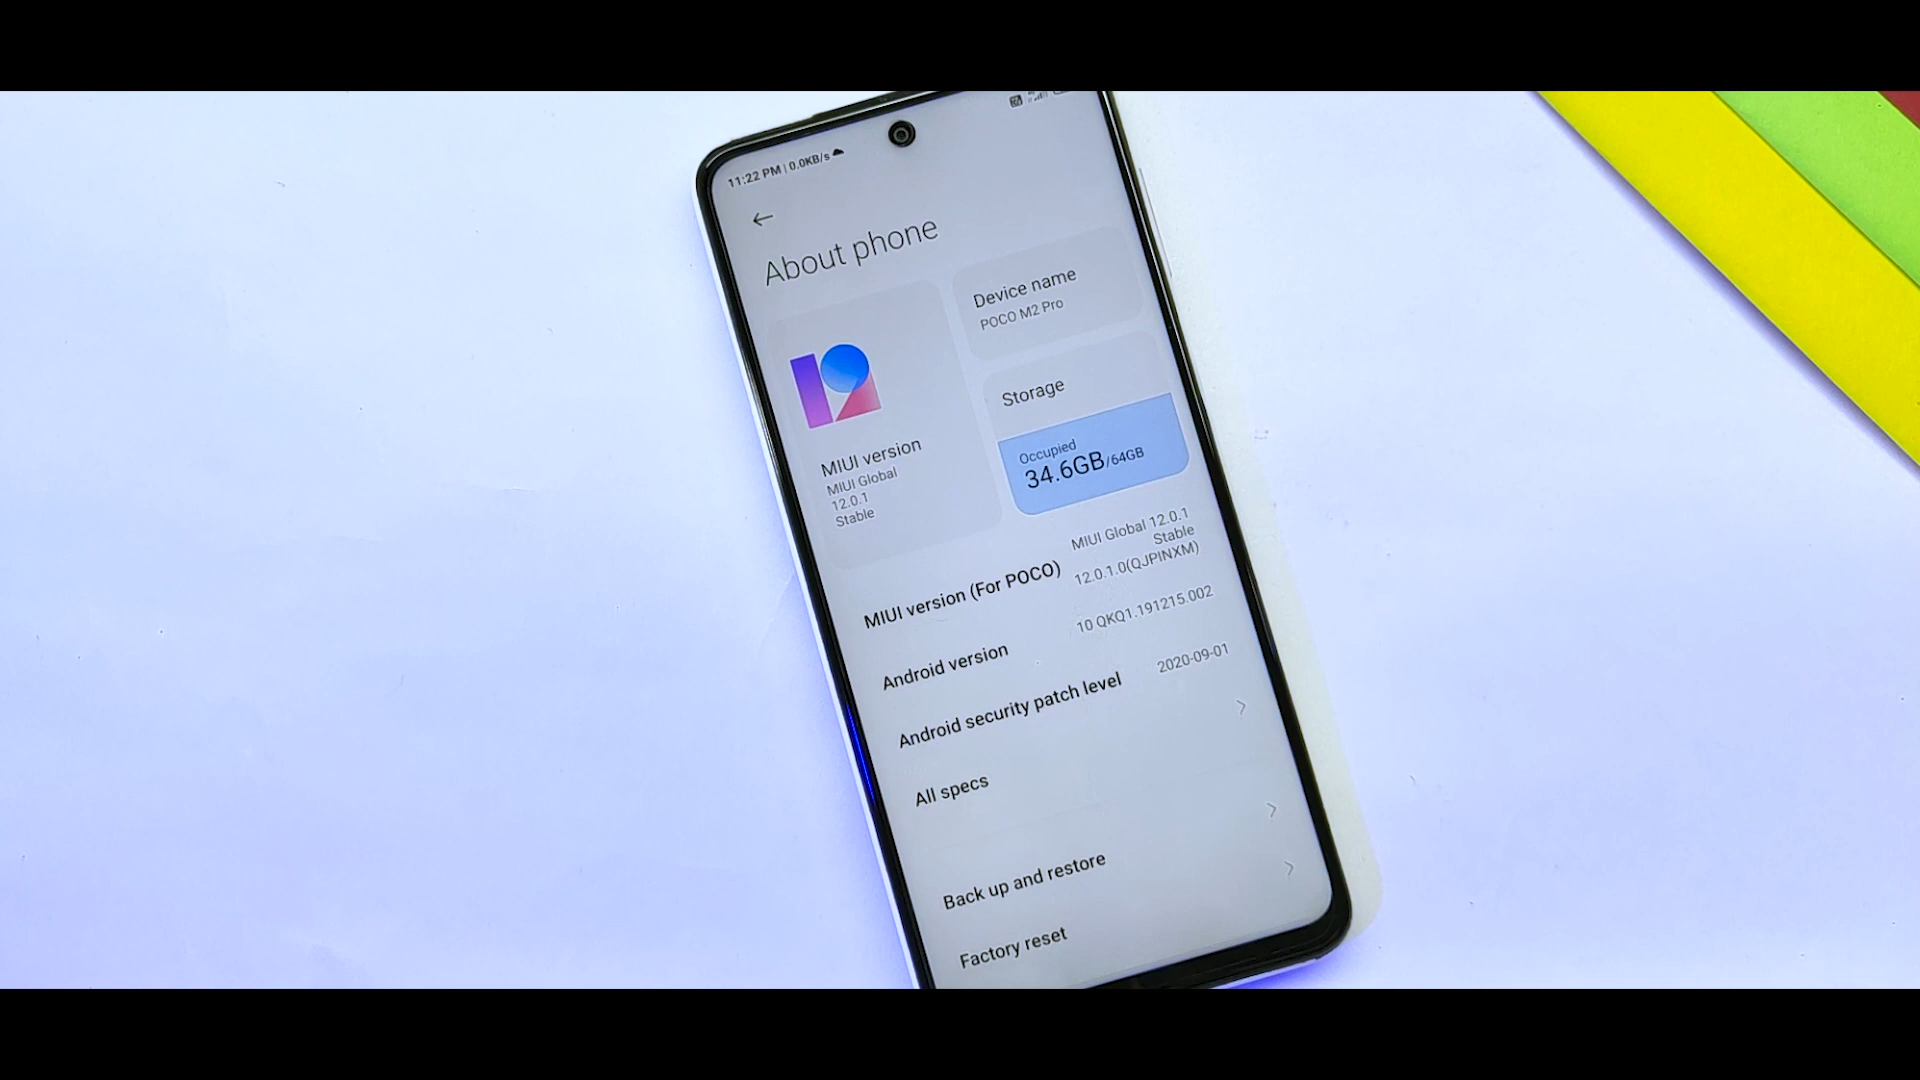 11:22 PM | 0.0KB/s
About phone
Device name
POCO M2 Pro
Storage
Occupied
34.6GB/64GB
MIUI version
MIUI Global
12.0.1
Stable
MIUI version (For POCO)
MIUI Global 12.0.1
Stable
12.0.1.0(QJPINXM)
Android version
10 QKQ1.191215.002
Android security patch level
2020-09-01
All specs
Back up and restore
Factory reset